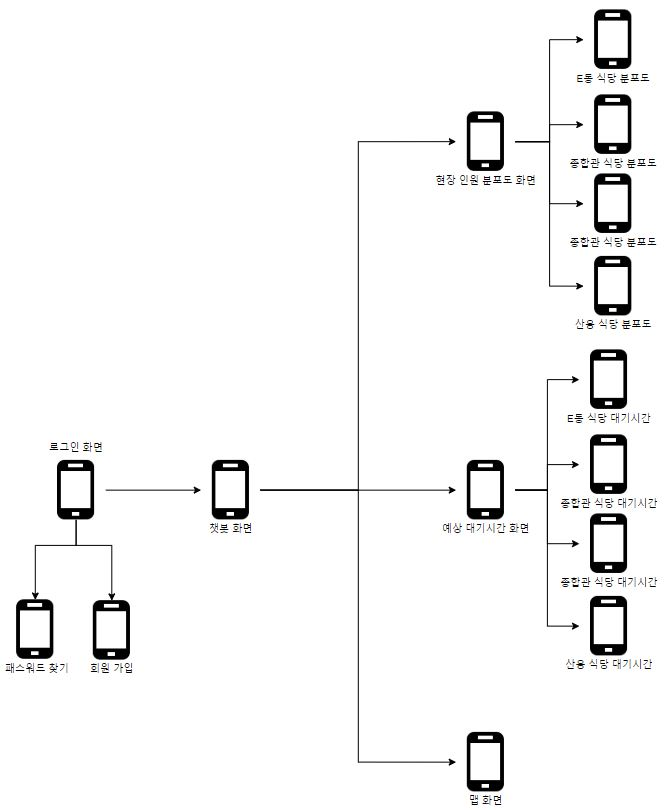 E동 식당 분포도
종합관 식당 분포도
현장 인원 분포도 화면
종합관 식당 분포도
산융 식당 분포도
E동 식당 대기시간
로그인 화면
종합관 식당 대기시간
챗봇 화면
예상 대기시간 화면
종합관 식당 대기시간
산융 식당 대기시간
패스워드 찾기
회원 가입
맵 화면